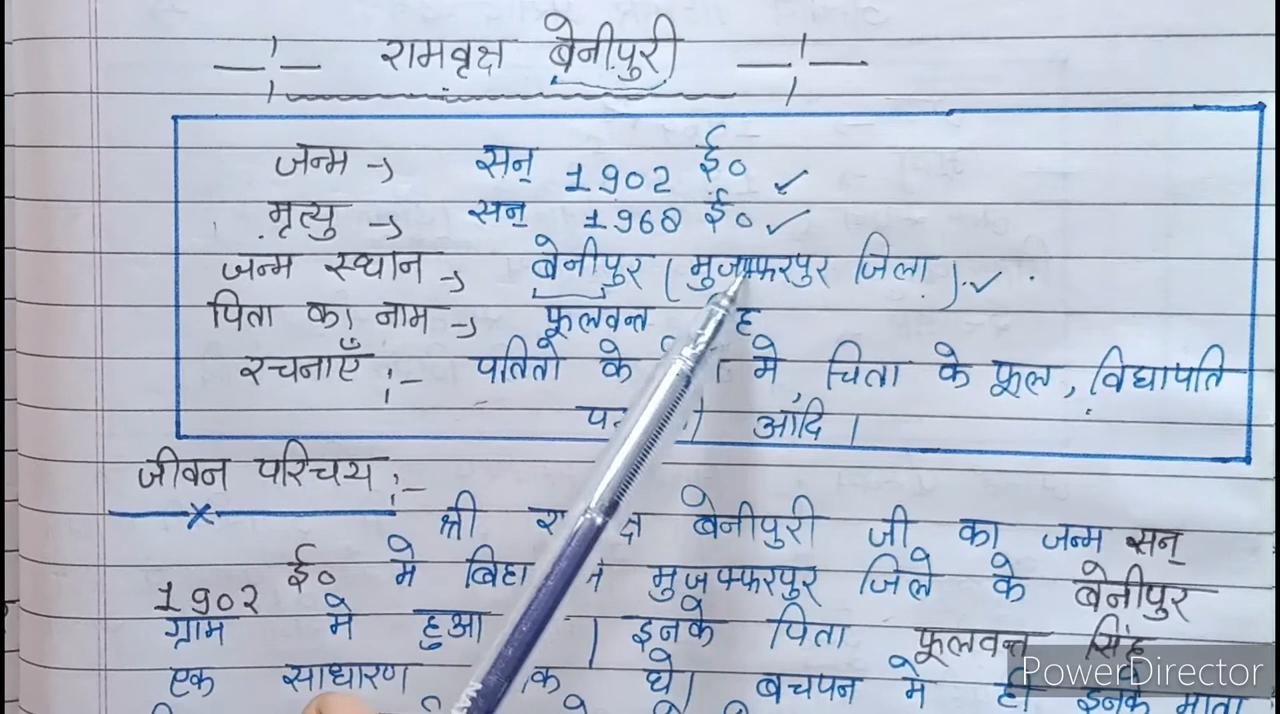 रामवृक्ष बेनीपुरी
जन्म → सन् 1902 ई० ✓
मृत्यु → सन् 1968 ई० ✓
जन्म स्थान → बेनीपुर (मुजफ्फरपुर जिला) ✓
पिता का नाम → फूलवन्त ह
रचनाएँ :- पतितो के मे, चिता के फूल, विद्यापति
आदि ।
जीवन परिचय :-
श्री बेनीपुरी जी का जन्म सन्
1902 ई० मे मुजफ्फरपुर जिले के बेनीपुर
ग्राम मे हुआ । इनके पिता फूलवन्त सिंह
एक साधारण थे। बचपन मे ही इनके माता
PowerDirector